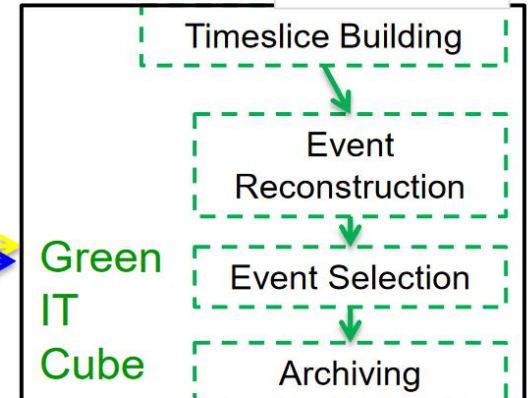 Timeslice Building
Event
Reconstruction
Green
IT
Cube
Event Selection
Archiving